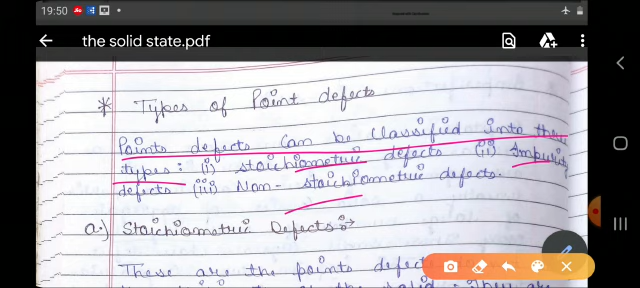 19:50
the solid state.pdf
* Types of Point defects
Points defects Can be Classified Into three
types: (i) stoichiometric defects (ii) Impurity
defects (iii) Non-stoichiometric defects.
a.) Stoichiometric Defects:→
These are the points defect